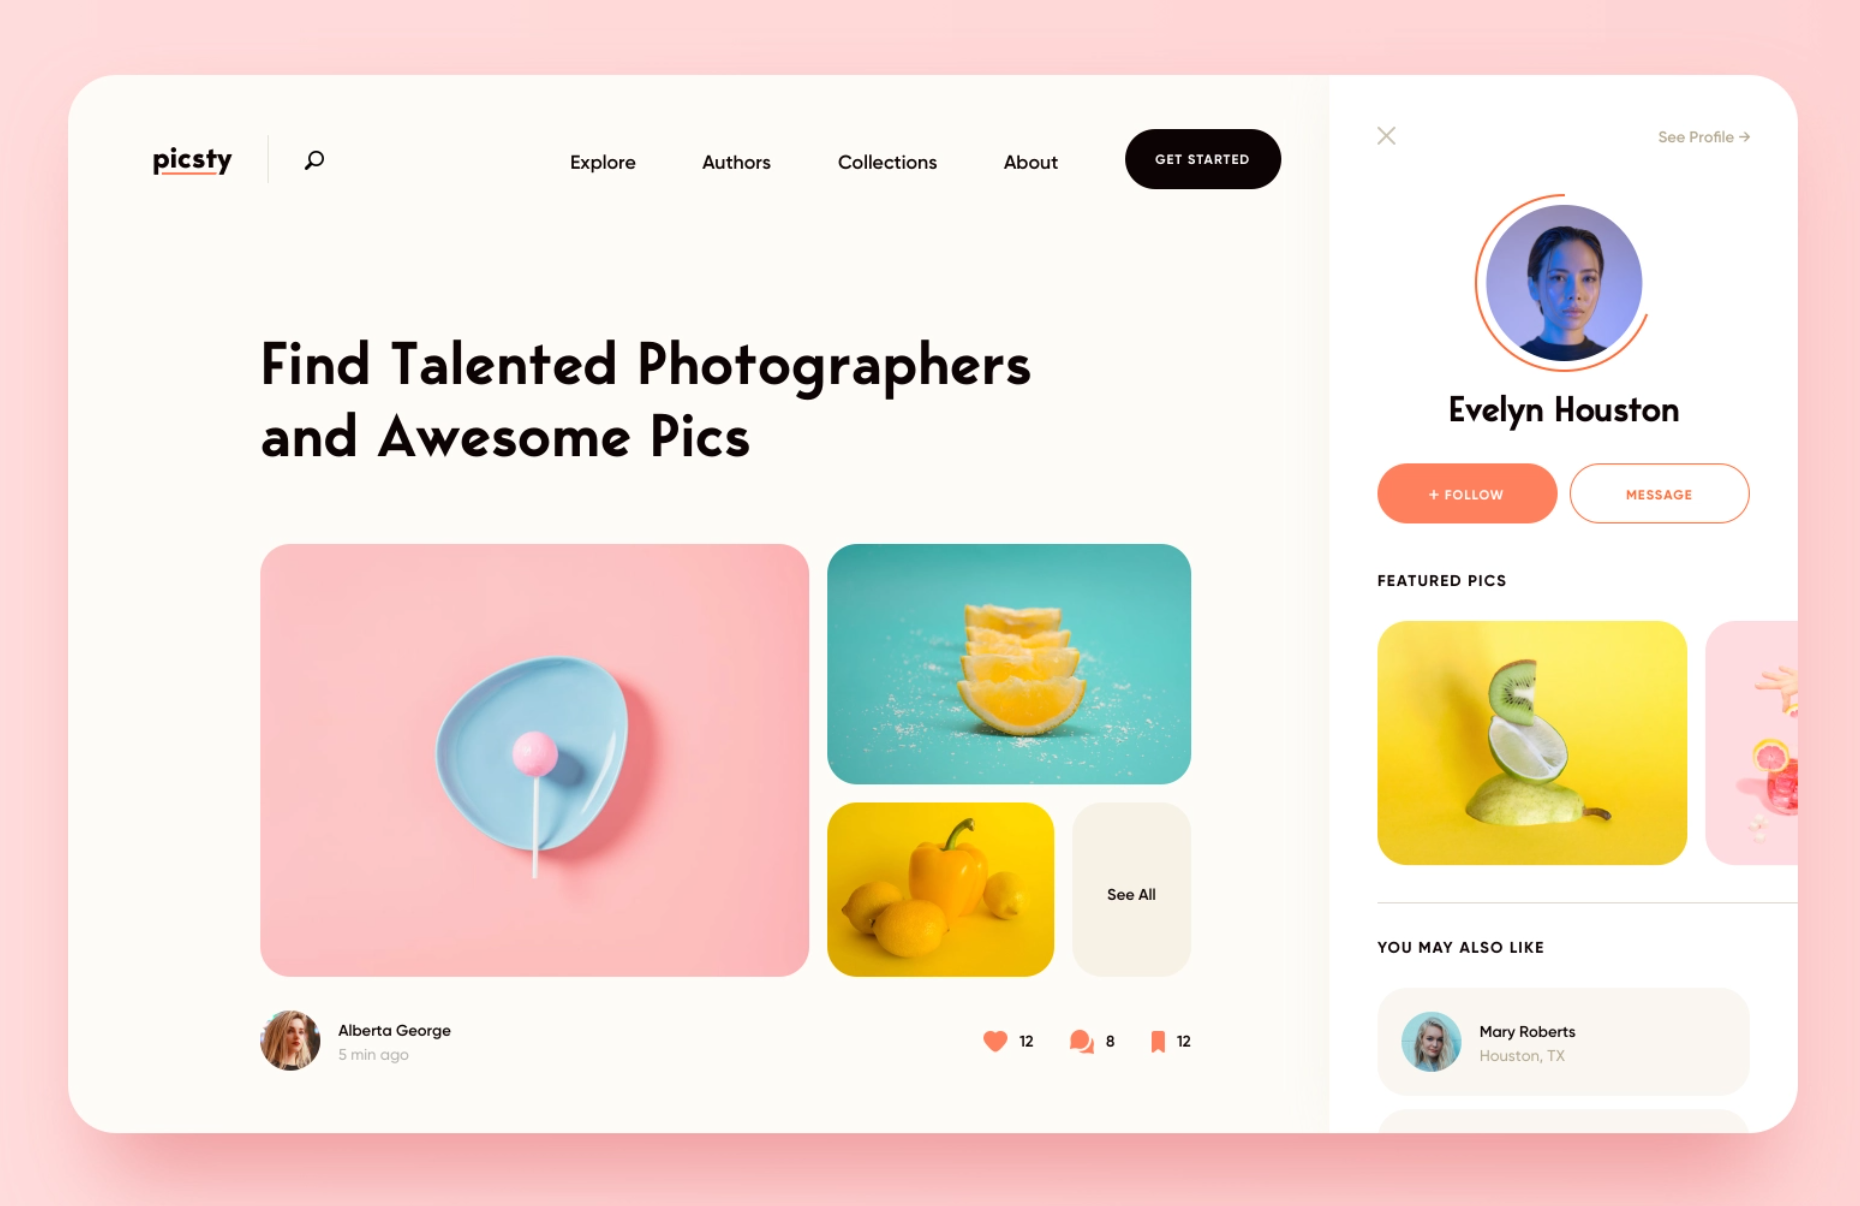 picsty
Explore
Authors
Collections
About
GET STARTED
Find Talented Photographers
and Awesome Pics
See All
Alberta George
5 min ago
12
8
12
See Profile →
Evelyn Houston
+ FOLLOW
MESSAGE
FEATURED PICS
YOU MAY ALSO LIKE
Mary Roberts
Houston, TX